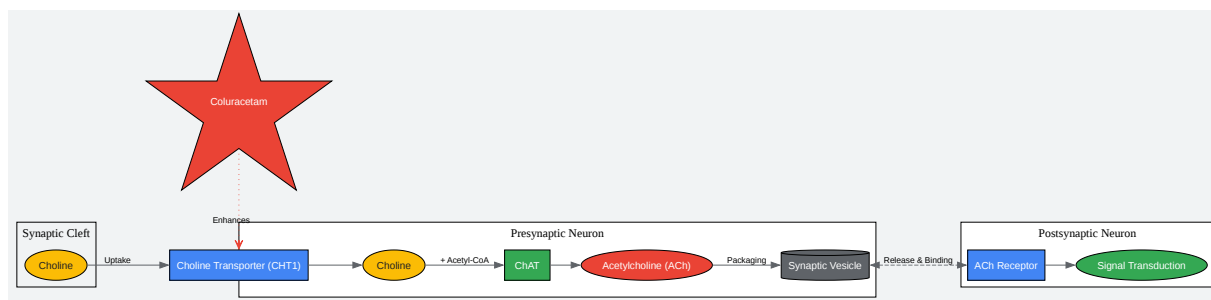 Coluracetam
Enhances
Synaptic Cleft
Presynaptic Neuron
Postsynaptic Neuron
Choline
Uptake
Choline Transporter (CHT1)
Choline
+ Acetyl-CoA
ChAT
Acetylcholine (ACh)
Packaging
Synaptic Vesicle
Release & Binding
ACh Receptor
Signal Transduction